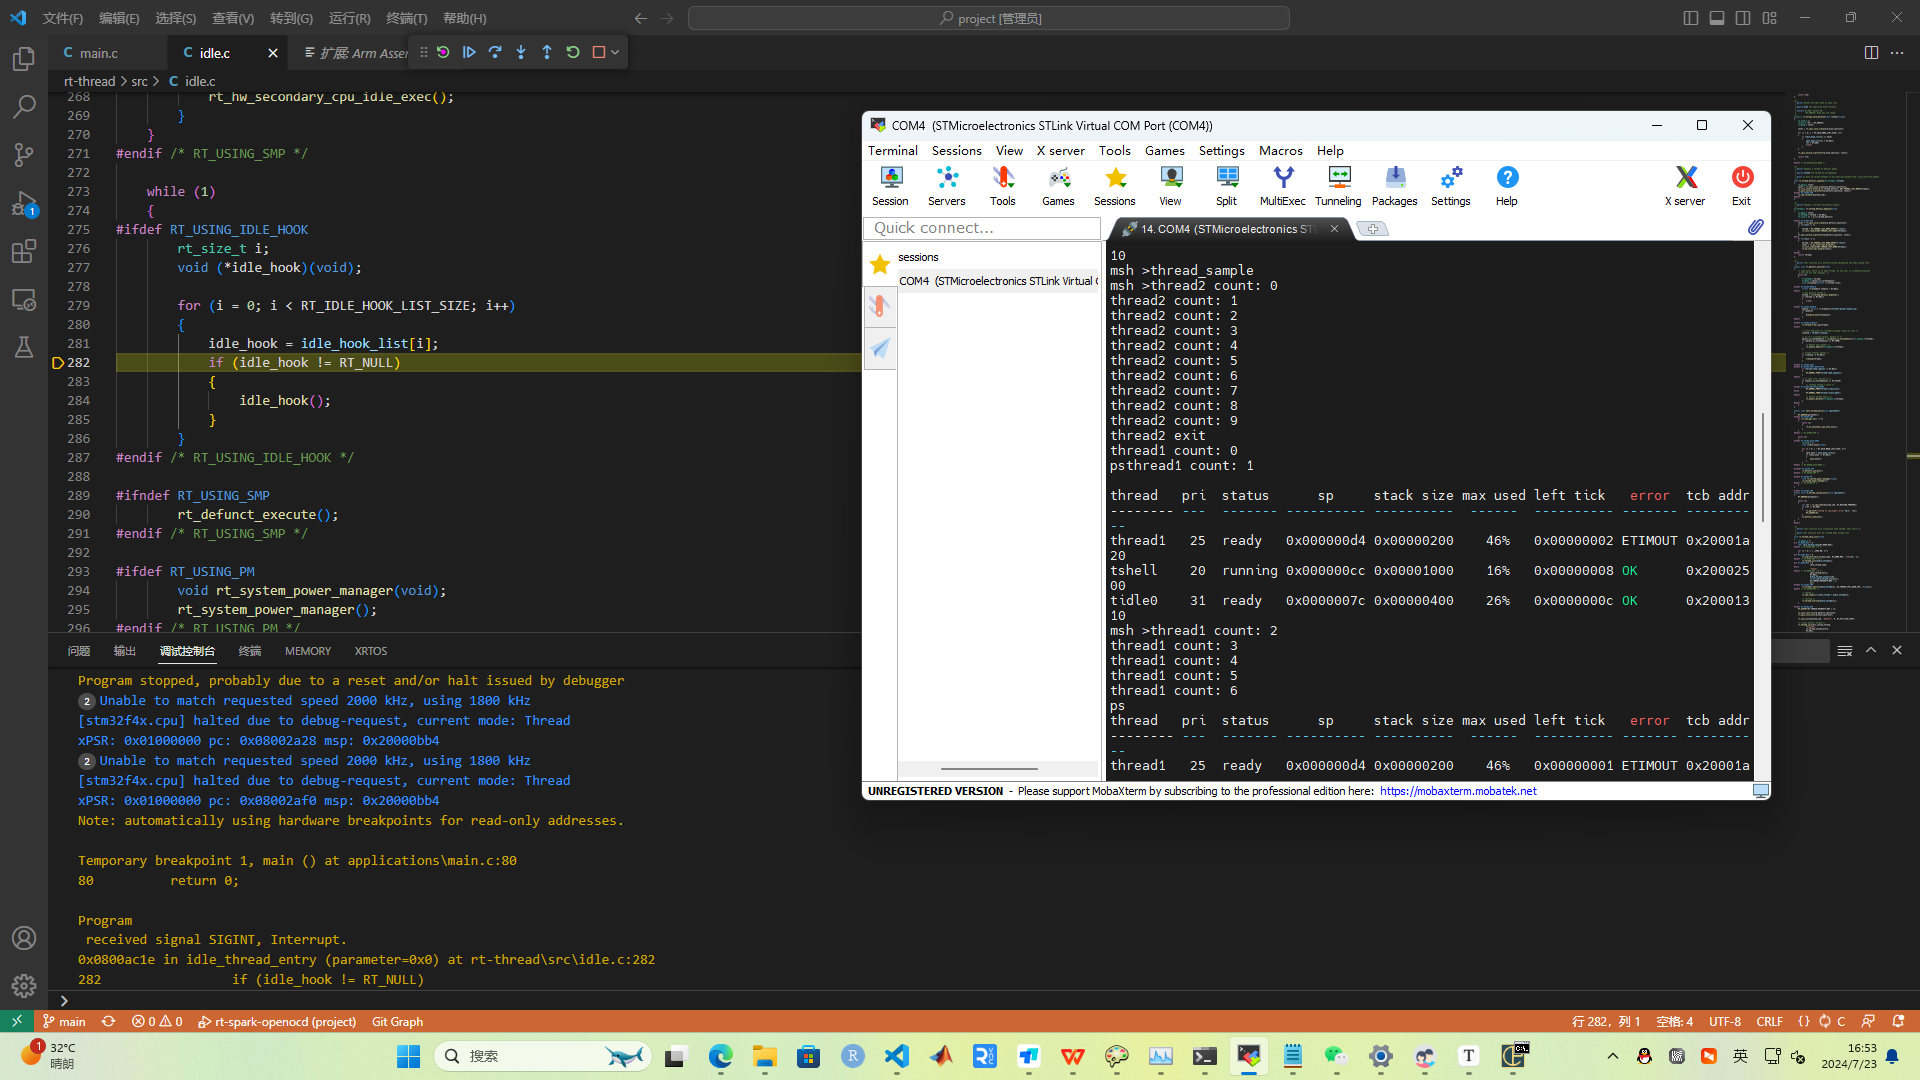 文件(F) 编辑(E) 选择(S) 查看(V) 转到(G) 运行(R) 终端(T) 帮助(H)
project [管理员]
main.c
idle.c
扩展: Arm Asser
rt-thread > src > C idle.c
268 rt_hw_secondary_cpu_idle_exec();
269 }
270 }
271 #endif /* RT_USING_SMP */
272
273 while (1)
274 {
275 #ifdef RT_USING_IDLE_HOOK
276 rt_size_t i;
277 void (*idle_hook)(void);
278
279 for (i = 0; i < RT_IDLE_HOOK_LIST_SIZE; i++)
280 {
281 idle_hook = idle_hook_list[i];
282 if (idle_hook != RT_NULL)
283 {
284 idle_hook();
285 }
286 }
287 #endif /* RT_USING_IDLE_HOOK */
288
289 #ifndef RT_USING_SMP
290 rt_defunct_execute();
291 #endif /* RT_USING_SMP */
292
293 #ifdef RT_USING_PM
294 void rt_system_power_manager(void);
295 rt_system_power_manager();
296 #endif /* RT_USING_PM */
问题 输出 调试控制台 终端 MEMORY XRTOS
Program stopped, probably due to a reset and/or halt issued by debugger
2 Unable to match requested speed 2000 kHz, using 1800 kHz
[stm32f4x.cpu] halted due to debug-request, current mode: Thread
xPSR: 0x01000000 pc: 0x08002a28 msp: 0x20000bb4
2 Unable to match requested speed 2000 kHz, using 1800 kHz
[stm32f4x.cpu] halted due to debug-request, current mode: Thread
xPSR: 0x01000000 pc: 0x08002af0 msp: 0x20000bb4
Note: automatically using hardware breakpoints for read-only addresses.
Temporary breakpoint 1, main () at applications\main.c:80
80 return 0;
Program
received signal SIGINT, Interrupt.
0x0800ac1e in idle_thread_entry (parameter=0x0) at rt-thread\src\idle.c:282
282 if (idle_hook != RT_NULL)
COM4 (STMicroelectronics STLink Virtual COM Port (COM4))
Terminal Sessions View X server Tools Games Settings Macros Help
Session Servers Tools Games Sessions View Split MultiExec Tunneling Packages Settings Help X server Exit
Quick connect...
14. COM4 (STMicroelectronics ST
sessions
COM4 (STMicroelectronics STLink Virtual
10
msh >thread_sample
msh >thread2 count: 0
thread2 count: 1
thread2 count: 2
thread2 count: 3
thread2 count: 4
thread2 count: 5
thread2 count: 6
thread2 count: 7
thread2 count: 8
thread2 count: 9
thread2 exit
thread1 count: 0
psthread1 count: 1
thread pri status sp stack size max used left tick error tcb addr
-------- --- ------- ---------- ---------- ------ ---------- ------- --------
--
thread1 25 ready 0x000000d4 0x00000200 46% 0x00000002 ETIMOUT 0x20001a
20
tshell 20 running 0x000000cc 0x00001000 16% 0x00000008 OK 0x200025
00
tidle0 31 ready 0x0000007c 0x00000400 26% 0x0000000c OK 0x200013
10
msh >thread1 count: 2
thread1 count: 3
thread1 count: 4
thread1 count: 5
thread1 count: 6
ps
thread pri status sp stack size max used left tick error tcb addr
-------- --- ------- ---------- ---------- ------ ---------- ------- --------
--
thread1 25 ready 0x000000d4 0x00000200 46% 0x00000001 ETIMOUT 0x20001a
UNREGISTERED VERSION - Please support MobaXterm by subscribing to the professional edition here: https://mobaxterm.mobatek.net
main 0 0 rt-spark-openocd (project) Git Graph
行 282, 列 1 空格: 4 UTF-8 CRLF {} C
1
32°C
晴朗
搜索
英
16:53
2024/7/23